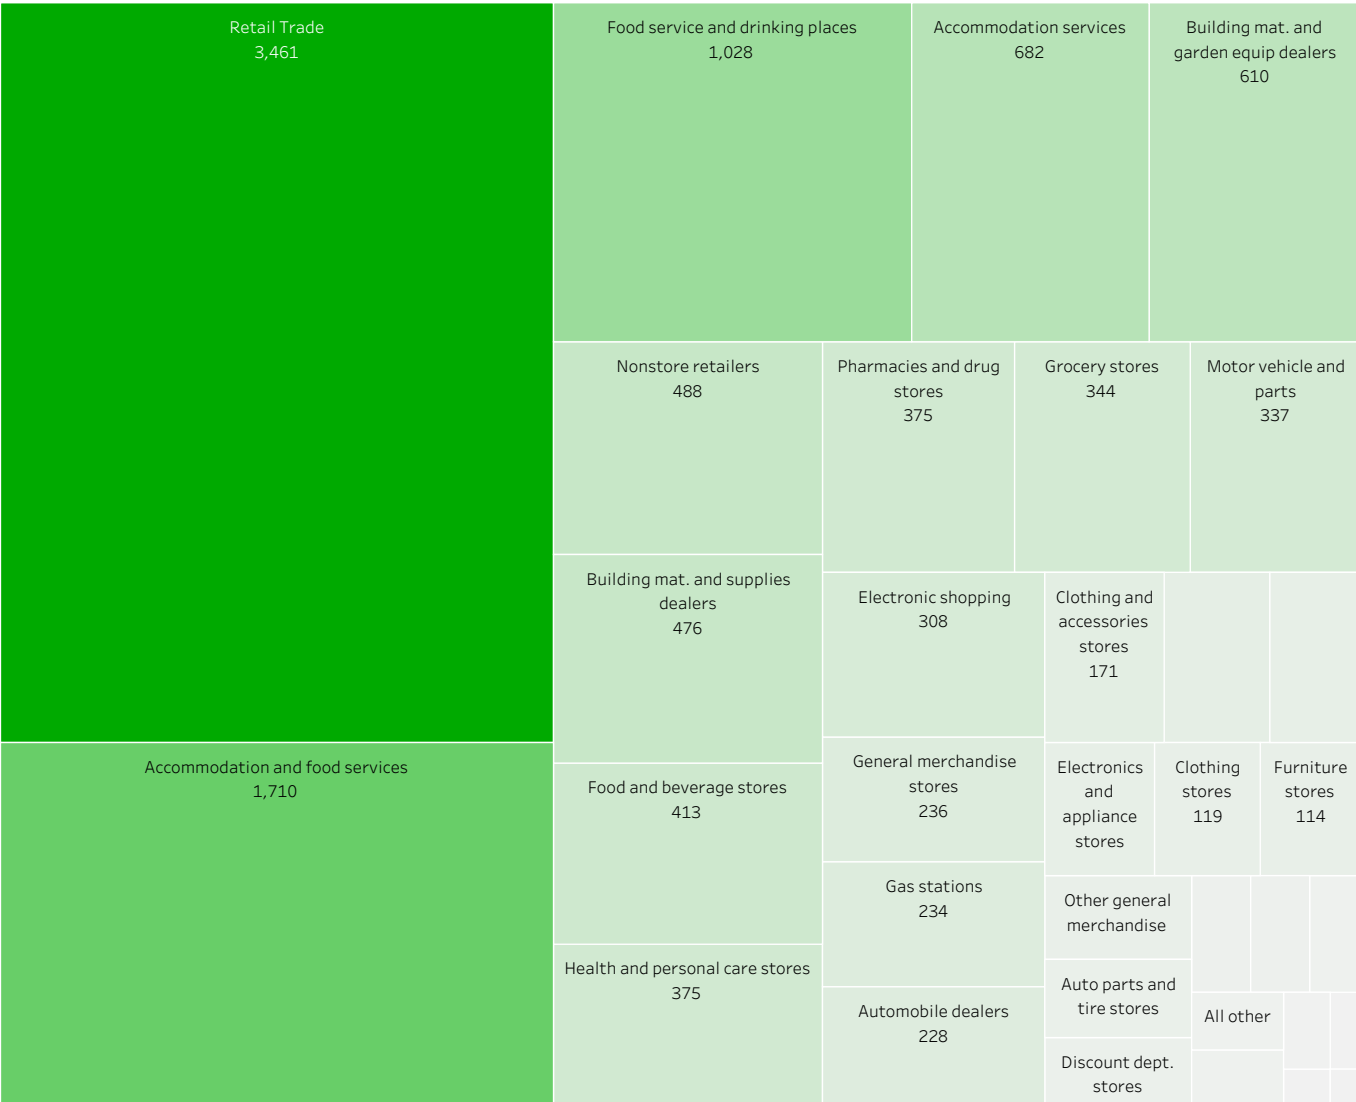 Retail Trade
3,461
Food service and drinking places
1,028
Accommodation services
682
Building mat. and
garden equip dealers
610
Nonstore retailers
488
Pharmacies and drug
stores
375
Grocery stores
344
Motor vehicle and
parts
337
Building mat. and supplies
dealers
476
Electronic shopping
308
Clothing and
accessories
stores
171
Accommodation and food services
1,710
Food and beverage stores
413
General merchandise
stores
236
Electronics
and
appliance
stores
Clothing
stores
119
Furniture
stores
114
Gas stations
234
Other general
merchandise
Health and personal care stores
375
Auto parts and
tire stores
Automobile dealers
228
All other
Discount dept.
stores